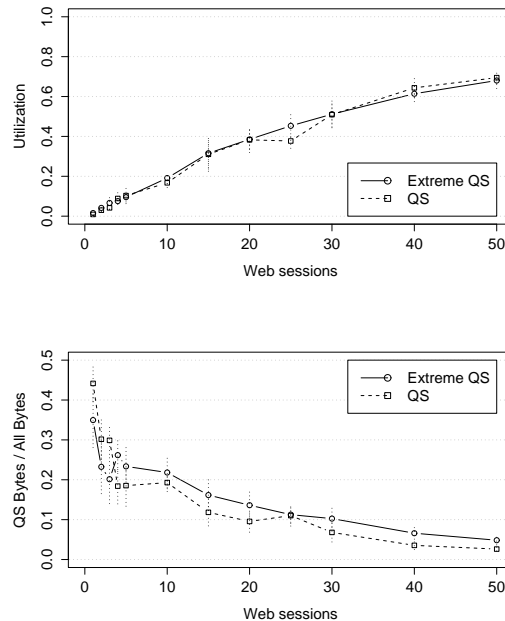 1.0
0.8
0.6
0.4
0.2
0.0
Utilization
Extreme QS
QS
0 10 20 30 40 50
Web sessions
0.5
0.4
0.3
0.2
0.1
0.0
QS Bytes / All Bytes
Extreme QS
QS
0 10 20 30 40 50
Web sessions